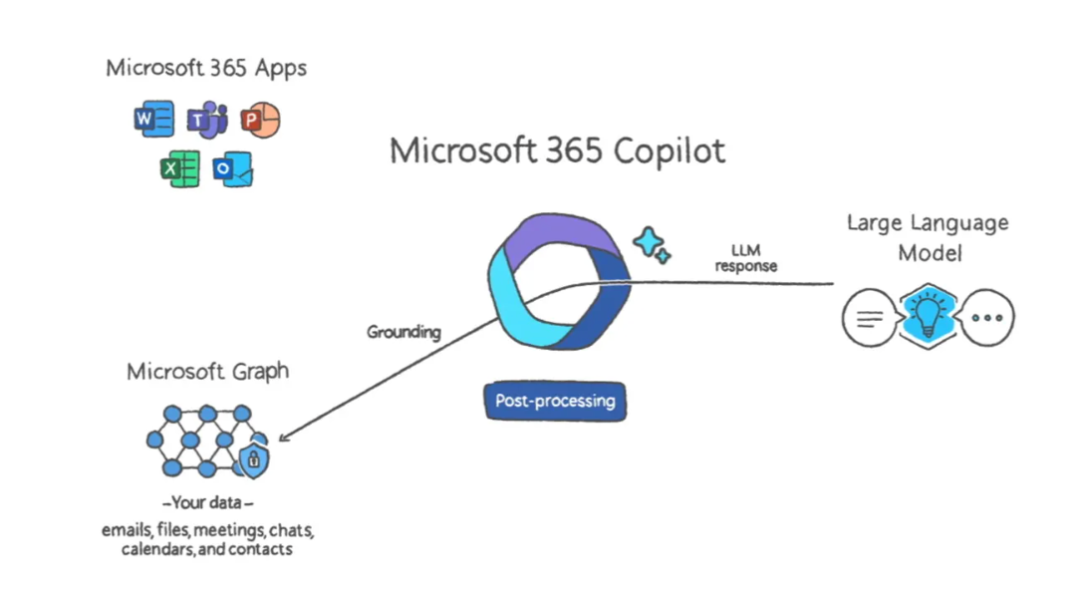 Microsoft 365 Apps
W
T
P
X
O
Microsoft 365 Copilot
Large Language
Model
LLM
response
Grounding
Microsoft Graph
Post-processing
–Your data–
emails, files, meetings, chats,
calendars, and contacts